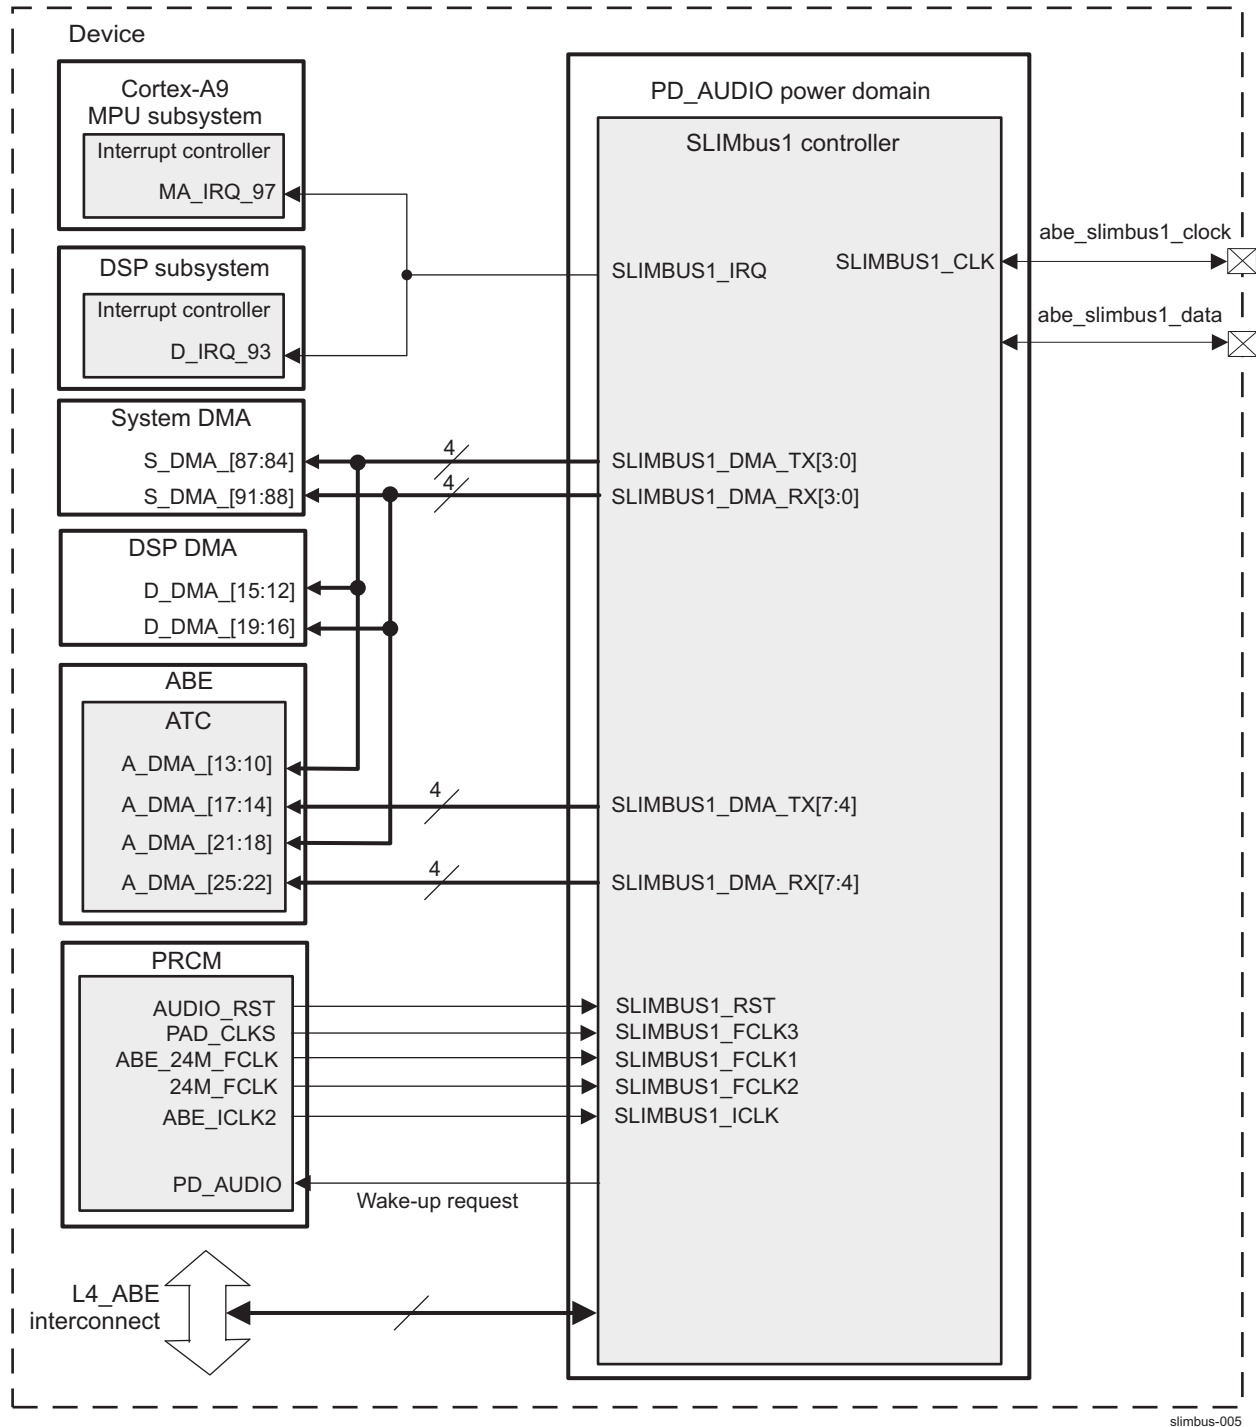 Device
Cortex-A9
MPU subsystem
Interrupt controller
MA_IRQ_97
DSP subsystem
Interrupt controller
D_IRQ_93
System DMA
S_DMA_[87:84]
S_DMA_[91:88]
DSP DMA
D_DMA_[15:12]
D_DMA_[19:16]
ABE
ATC
A_DMA_[13:10]
A_DMA_[17:14]
A_DMA_[21:18]
A_DMA_[25:22]
PRCM
AUDIO_RST
PAD_CLKS
ABE_24M_FCLK
24M_FCLK
ABE_ICLK2
PD_AUDIO
L4_ABE
interconnect
4
4
4
4
Wake-up request
PD_AUDIO power domain
SLIMbus1 controller
SLIMBUS1_IRQ
SLIMBUS1_CLK
SLIMBUS1_DMA_TX[3:0]
SLIMBUS1_DMA_RX[3:0]
SLIMBUS1_DMA_TX[7:4]
SLIMBUS1_DMA_RX[7:4]
SLIMBUS1_RST
SLIMBUS1_FCLK3
SLIMBUS1_FCLK1
SLIMBUS1_FCLK2
SLIMBUS1_ICLK
abe_slimbus1_clock
abe_slimbus1_data
slimbus-005